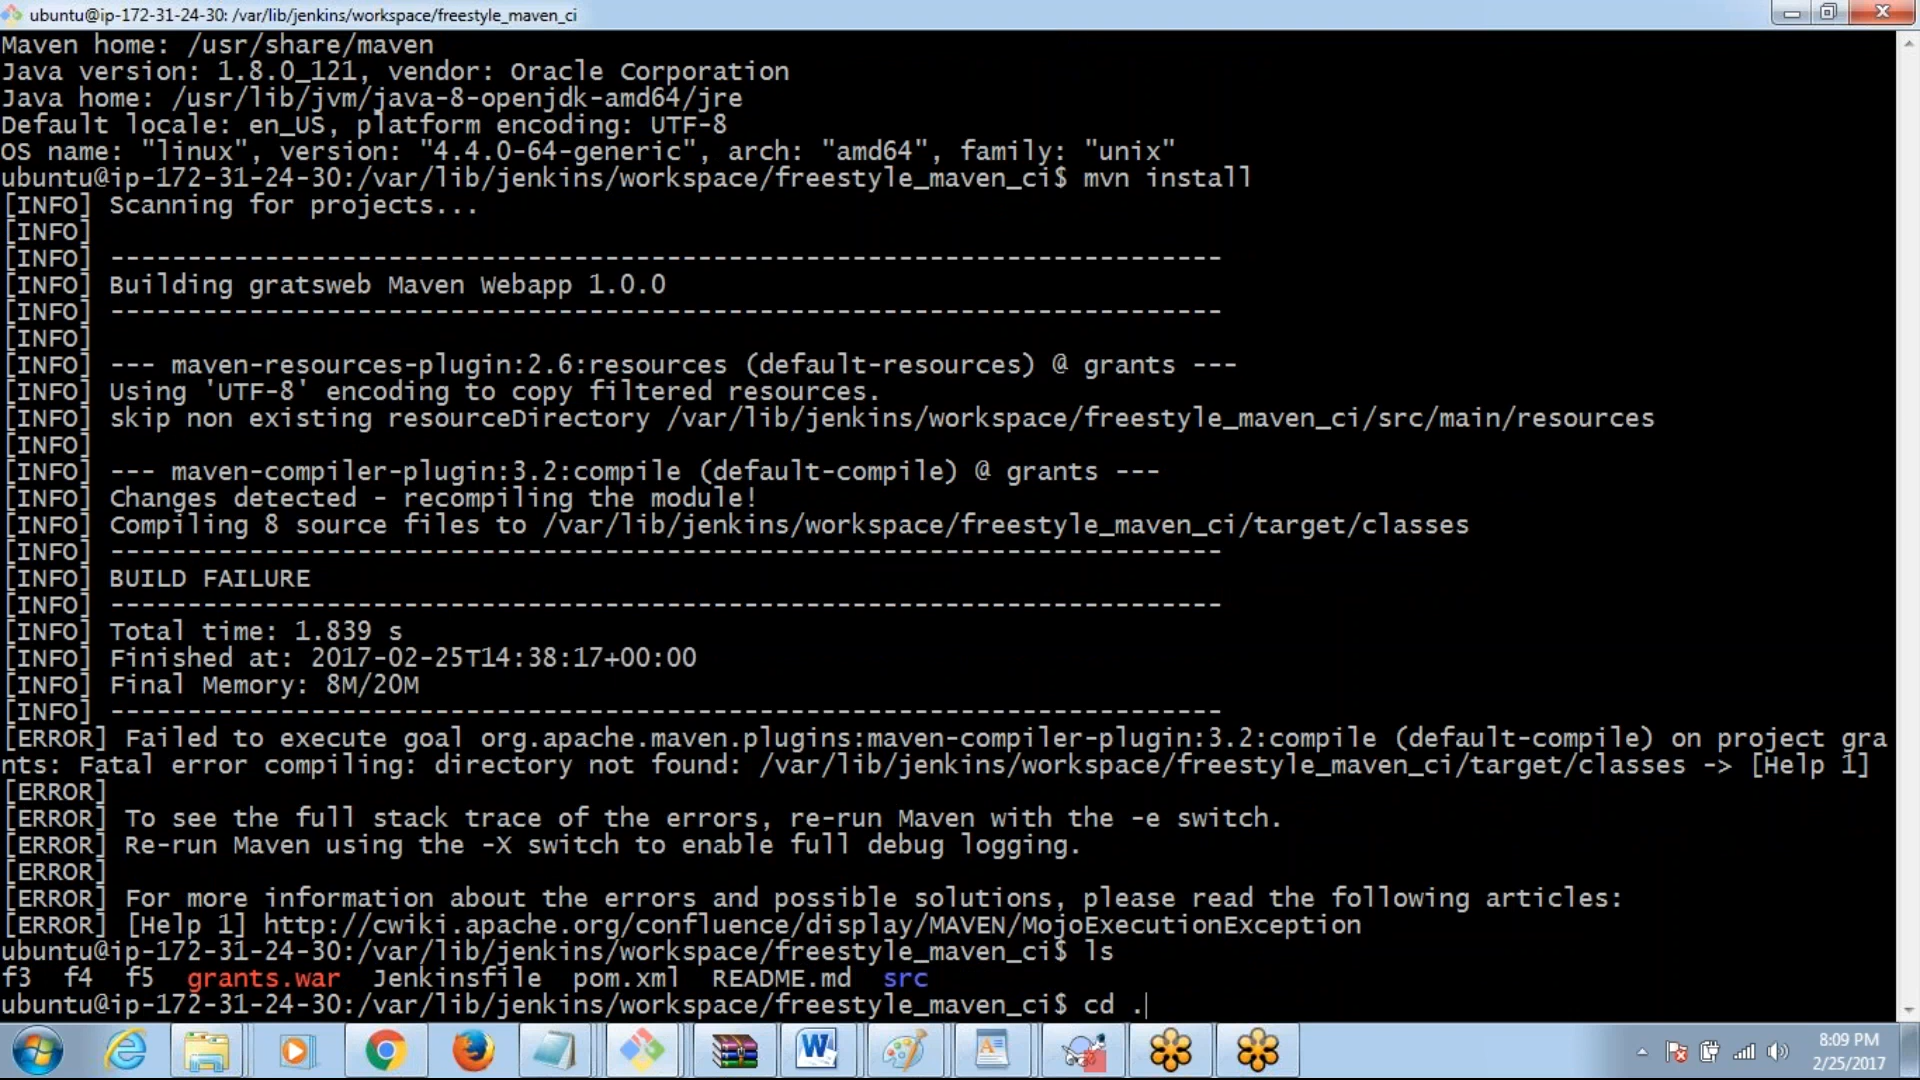 ubuntu@ip-172-31-24-30: /var/lib/jenkins/workspace/freestyle_maven_ci
Maven home: /usr/share/maven
Java version: 1.8.0_121, vendor: Oracle Corporation
Java home: /usr/lib/jvm/java-8-openjdk-amd64/jre
Default locale: en_US, platform encoding: UTF-8
OS name: "linux", version: "4.4.0-64-generic", arch: "amd64", family: "unix"
ubuntu@ip-172-31-24-30:/var/lib/jenkins/workspace/freestyle_maven_ci$ mvn install
[INFO] Scanning for projects...
[INFO]
[INFO] ------------------------------------------------------------------------
[INFO] Building gratsweb Maven Webapp 1.0.0
[INFO] ------------------------------------------------------------------------
[INFO]
[INFO] --- maven-resources-plugin:2.6:resources (default-resources) @ grants ---
[INFO] Using 'UTF-8' encoding to copy filtered resources.
[INFO] skip non existing resourceDirectory /var/lib/jenkins/workspace/freestyle_maven_ci/src/main/resources
[INFO]
[INFO] --- maven-compiler-plugin:3.2:compile (default-compile) @ grants ---
[INFO] Changes detected - recompiling the module!
[INFO] Compiling 8 source files to /var/lib/jenkins/workspace/freestyle_maven_ci/target/classes
[INFO] ------------------------------------------------------------------------
[INFO] BUILD FAILURE
[INFO] ------------------------------------------------------------------------
[INFO] Total time: 1.839 s
[INFO] Finished at: 2017-02-25T14:38:17+00:00
[INFO] Final Memory: 8M/20M
[INFO] ------------------------------------------------------------------------
[ERROR] Failed to execute goal org.apache.maven.plugins:maven-compiler-plugin:3.2:compile (default-compile) on project gra
nts: Fatal error compiling: directory not found: /var/lib/jenkins/workspace/freestyle_maven_ci/target/classes -> [Help 1]
[ERROR]
[ERROR] To see the full stack trace of the errors, re-run Maven with the -e switch.
[ERROR] Re-run Maven using the -X switch to enable full debug logging.
[ERROR]
[ERROR] For more information about the errors and possible solutions, please read the following articles:
[ERROR] [Help 1] http://cwiki.apache.org/confluence/display/MAVEN/MojoExecutionException
ubuntu@ip-172-31-24-30:/var/lib/jenkins/workspace/freestyle_maven_ci$ ls
f3 f4 f5 grants.war Jenkinsfile pom.xml README.md src
ubuntu@ip-172-31-24-30:/var/lib/jenkins/workspace/freestyle_maven_ci$ cd .
8:09 PM
2/25/2017